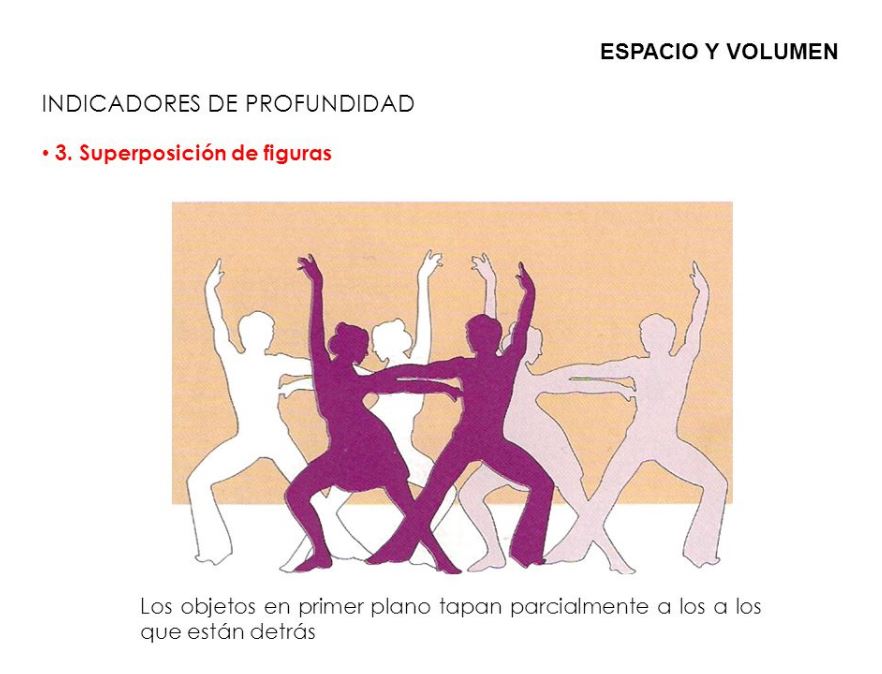 ESPACIO Y VOLUMEN
INDICADORES DE PROFUNDIDAD
• 3. Superposición de figuras
Los objetos en primer plano tapan parcialmente a los a los
que están detrás